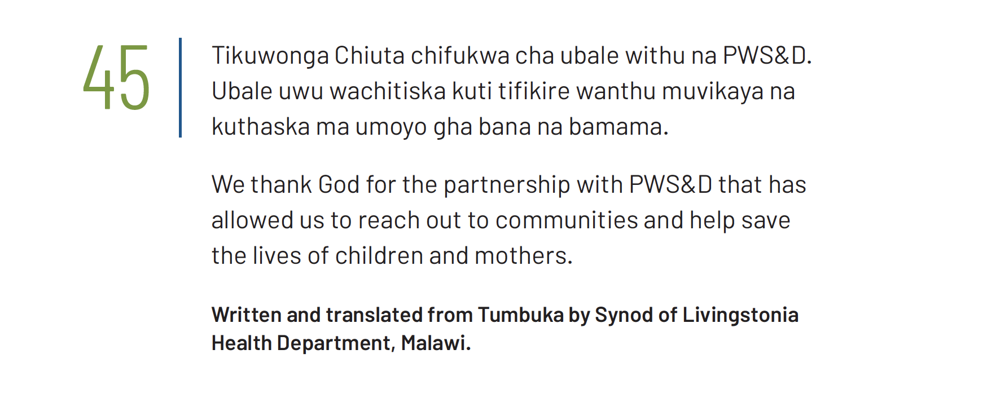 45
Tikuwonga Chiuta chifukwa cha ubale withu na PWS&D.
Ubale uwu wachitiska kuti tifikire wanthu muvikaya na
kuthaska ma umoyo gha bana na bamama.
We thank God for the partnership with PWS&D that has
allowed us to reach out to communities and help save
the lives of children and mothers.
Written and translated from Tumbuka by Synod of Livingstonia
Health Department, Malawi.